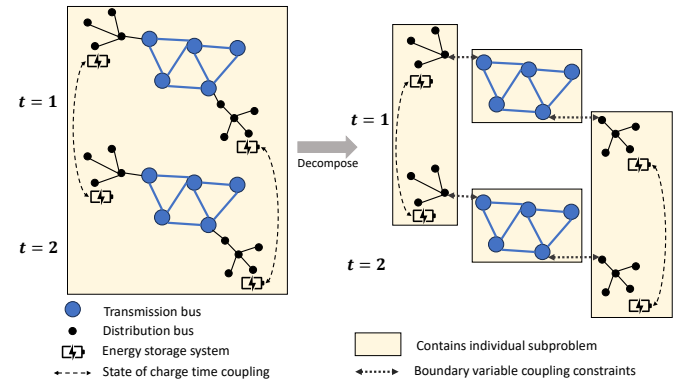 t = 1
t = 2
Decompose
t = 1
t = 2
Transmission bus
Distribution bus
Energy storage system
State of charge time coupling
Contains individual subproblem
Boundary variable coupling constraints